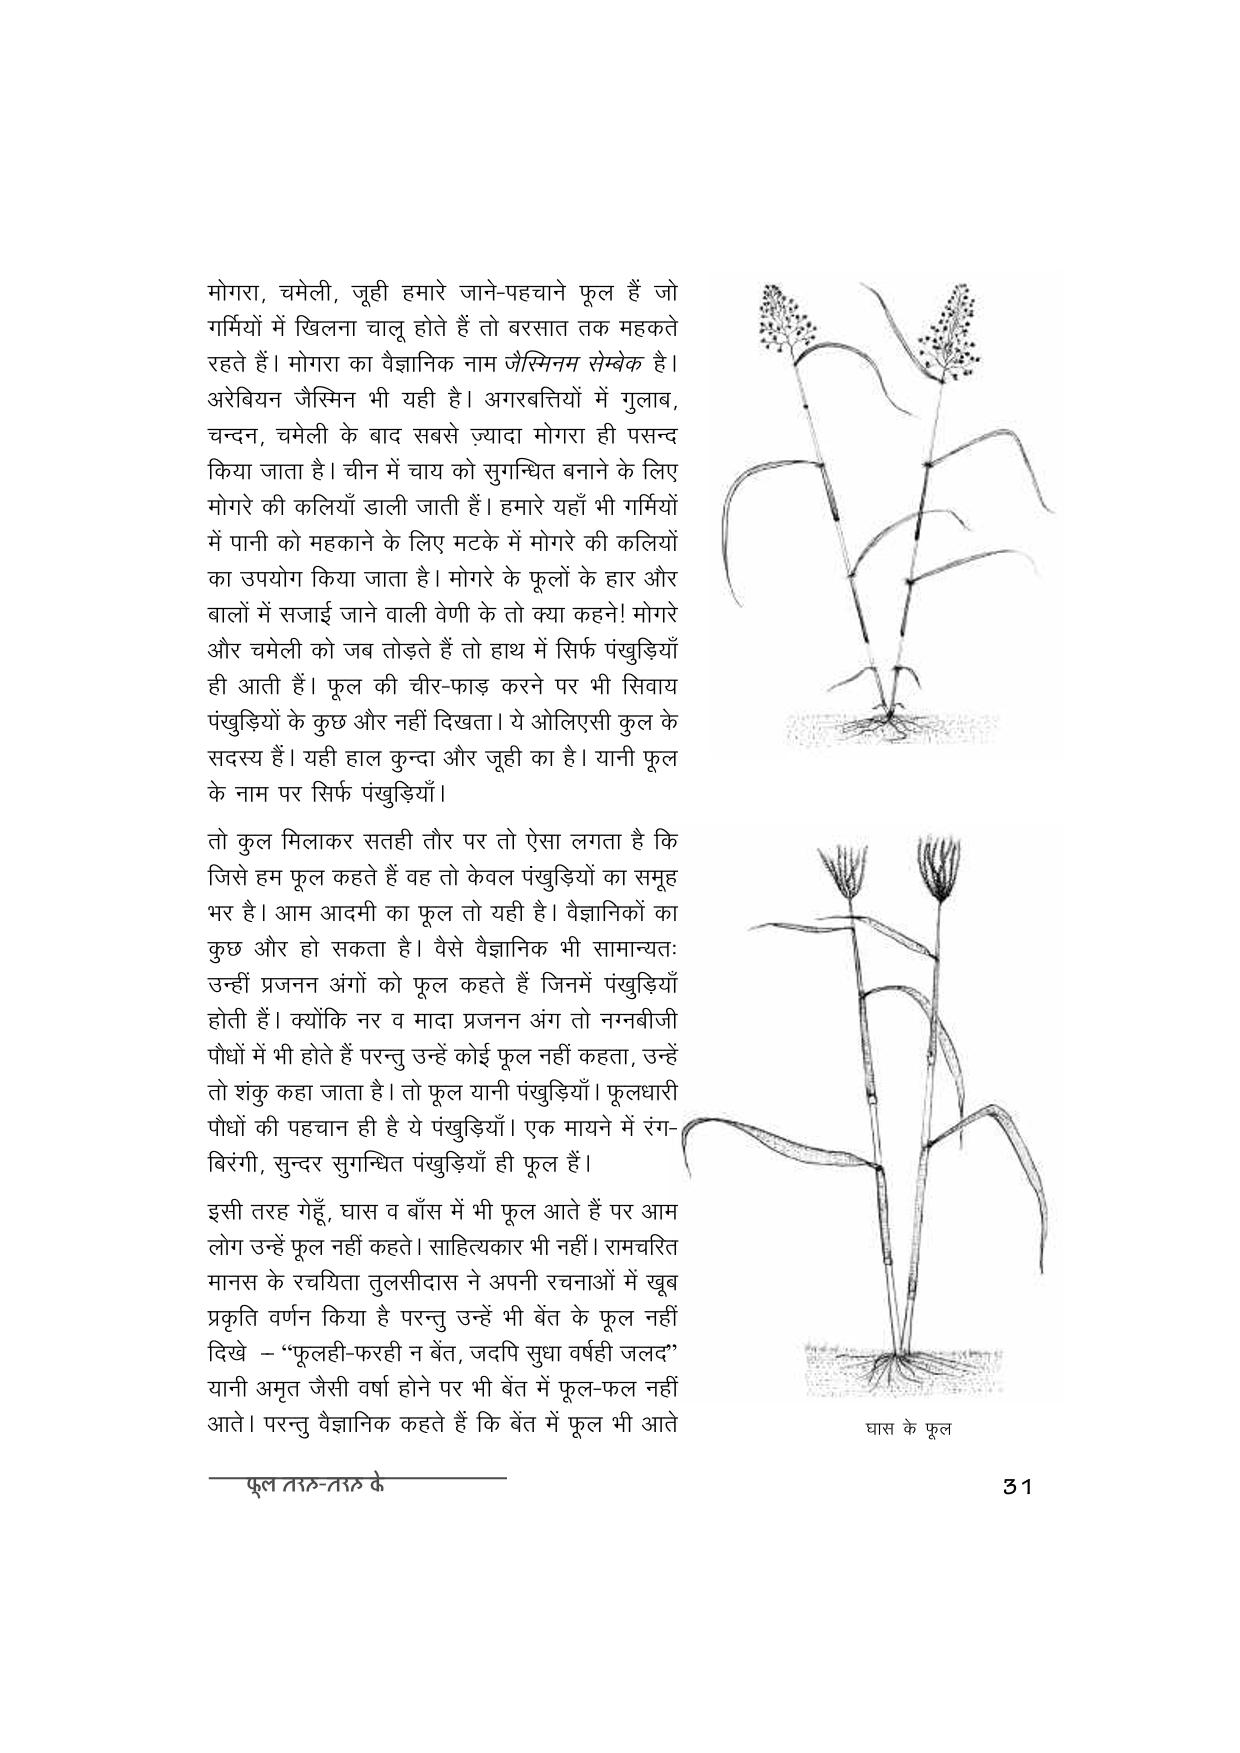 मोगरा, चमेली, जूही हमारे जाने-पहचाने फूल हैं जो
गर्मियों में खिलना चालू होते हैं तो बरसात तक महकते
रहते हैं। मोगरा का वैज्ञानिक नाम जैस्मिनम सेम्बेक है।
अरेबियन जैस्मिन भी यही है। अगरबत्तियों में गुलाब,
चन्दन, चमेली के बाद सबसे ज़्यादा मोगरा ही पसन्द
किया जाता है। चीन में चाय को सुगन्धित बनाने के लिए
मोगरे की कलियाँ डाली जाती हैं। हमारे यहाँ भी गर्मियों
में पानी को महकाने के लिए मटके में मोगरे की कलियों
का उपयोग किया जाता है। मोगरे के फूलों के हार और
बालों में सजाई जाने वाली वेणी के तो क्या कहने! मोगरे
और चमेली को जब तोड़ते हैं तो हाथ में सिर्फ पंखुड़ियाँ
ही आती हैं। फूल की चीर-फाड़ करने पर भी सिवाय
पंखुड़ियों के कुछ और नहीं दिखता। ये ओलिएसी कुल के
सदस्य हैं। यही हाल कुन्दा और जूही का है। यानी फूल
के नाम पर सिर्फ पंखुड़ियाँ।
तो कुल मिलाकर सतही तौर पर तो ऐसा लगता है कि
जिसे हम फूल कहते हैं वह तो केवल पंखुड़ियों का समूह
भर है। आम आदमी का फूल तो यही है। वैज्ञानिकों का
कुछ और हो सकता है। वैसे वैज्ञानिक भी सामान्यतः
उन्हीं प्रजनन अंगों को फूल कहते हैं जिनमें पंखुड़ियाँ
होती हैं। क्योंकि नर व मादा प्रजनन अंग तो नग्नबीजी
पौधों में भी होते हैं परन्तु उन्हें कोई फूल नहीं कहता, उन्हें
तो शंकु कहा जाता है। तो फूल यानी पंखुड़ियाँ। फूलधारी
पौधों की पहचान ही है ये पंखुड़ियाँ। एक मायने में रंग-
बिरंगी, सुन्दर सुगन्धित पंखुड़ियाँ ही फूल हैं।
इसी तरह गेहूँ, घास व बाँस में भी फूल आते हैं पर आम
लोग उन्हें फूल नहीं कहते। साहित्यकार भी नहीं। रामचरित
मानस के रचयिता तुलसीदास ने अपनी रचनाओं में खूब
प्रकृति वर्णन किया है परन्तु उन्हें भी बेंत के फूल नहीं
दिखे – “फूलही-फरही न बेंत, जदपि सुधा वर्षही जलद”
यानी अमृत जैसी वर्षा होने पर भी बेंत में फूल-फल नहीं
आते। परन्तु वैज्ञानिक कहते हैं कि बेंत में फूल भी आते
घास के फूल
फूल तरह-तरह के
31